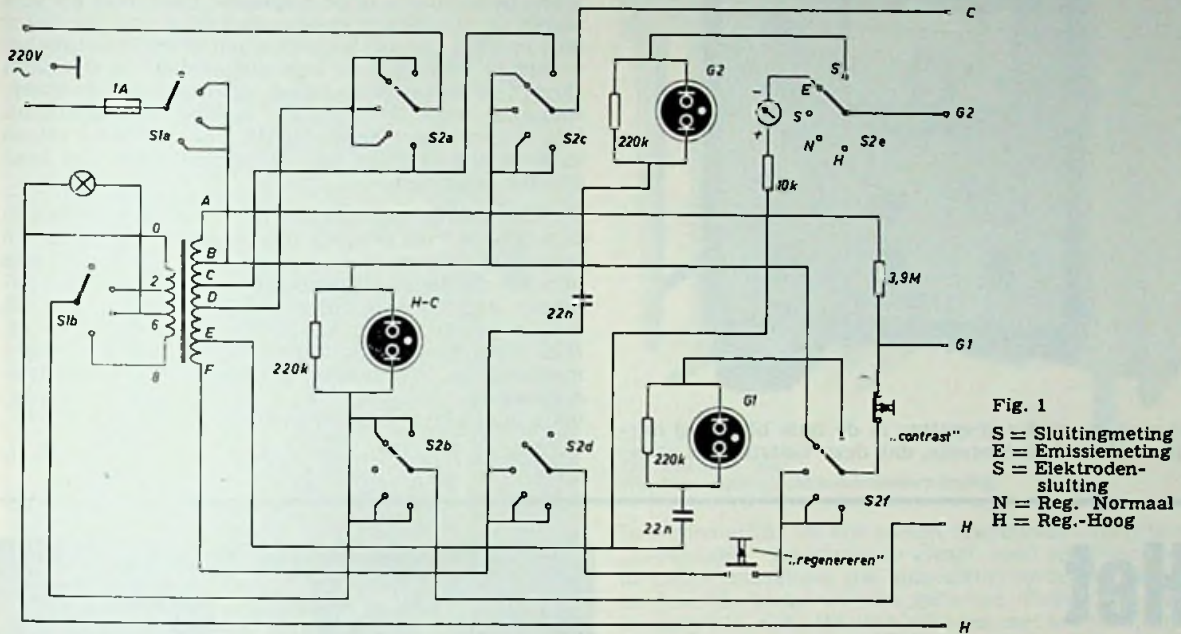 C
220V
~
1A
S1a
S2a
S2c
220k
G2
-
+
10k
S
E
S
N
H
S2e
G2
A
0
B
C
2
D
6
E
8
F
S1b
H-C
220k
22n
3,9M
G1
S2b
S2d
220k
G1
22n
„contrast"
S2f
„regenereren"
H
H
Fig. 1
S = Sluitingmeting
E = Emissiemeting
S = Elektroden-
sluiting
N = Reg. Normaal
H = Reg.-Hoog
Het